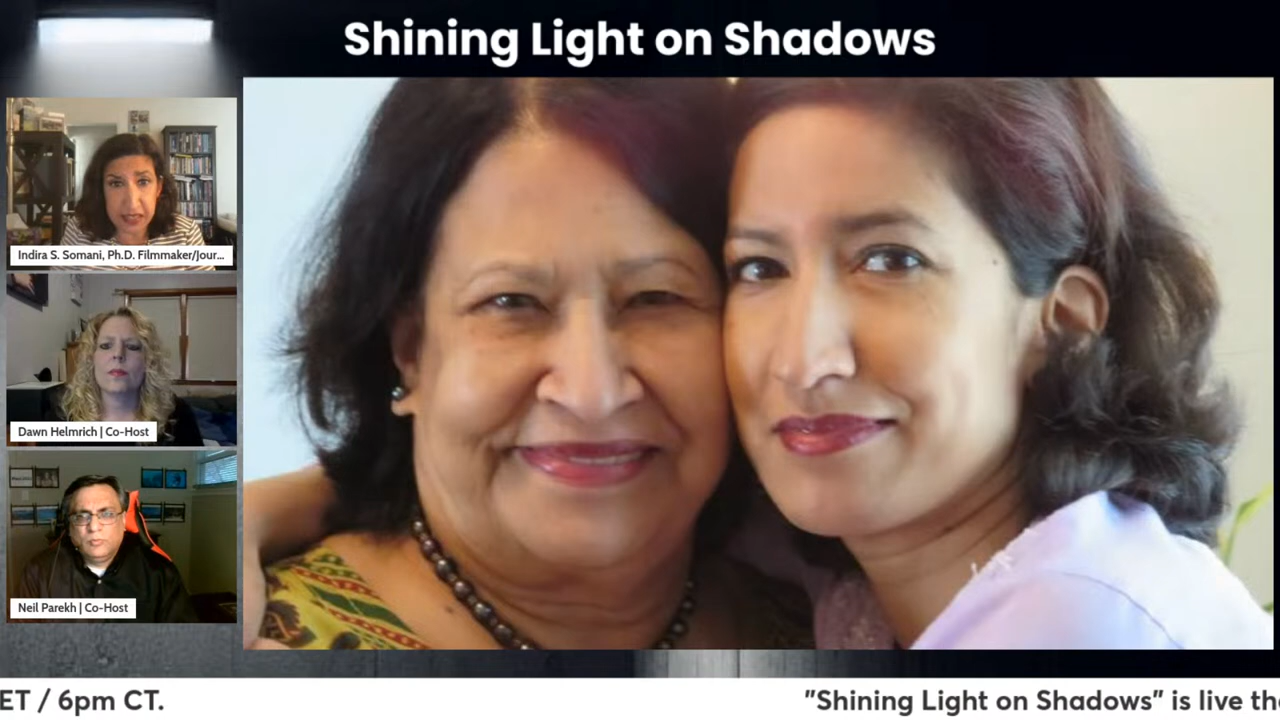 Shining Light on Shadows
Indira S. Somani, Ph.D. Filmmaker/Jour...
Dawn Helmrich | Co-Host
Neil Parekh | Co-Host
ET / 6pm CT.
"Shining Light on Shadows" is live the